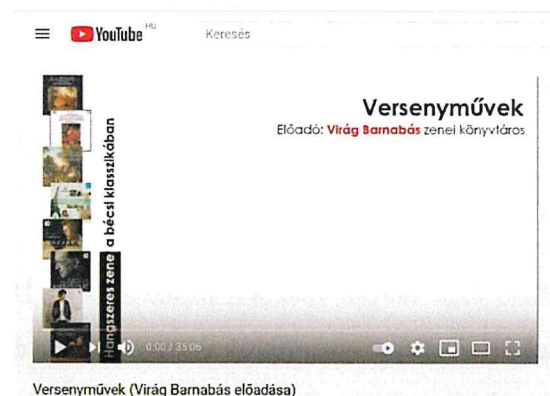 YouTube HU
Keresés
Versenyművek
Előadó: Virág Barnabás zenei könyvtáros
Hangszeres zene a bécsi klasszikában
0:00 / 35:06
Versenyművek (Virág Barnabás előadása)